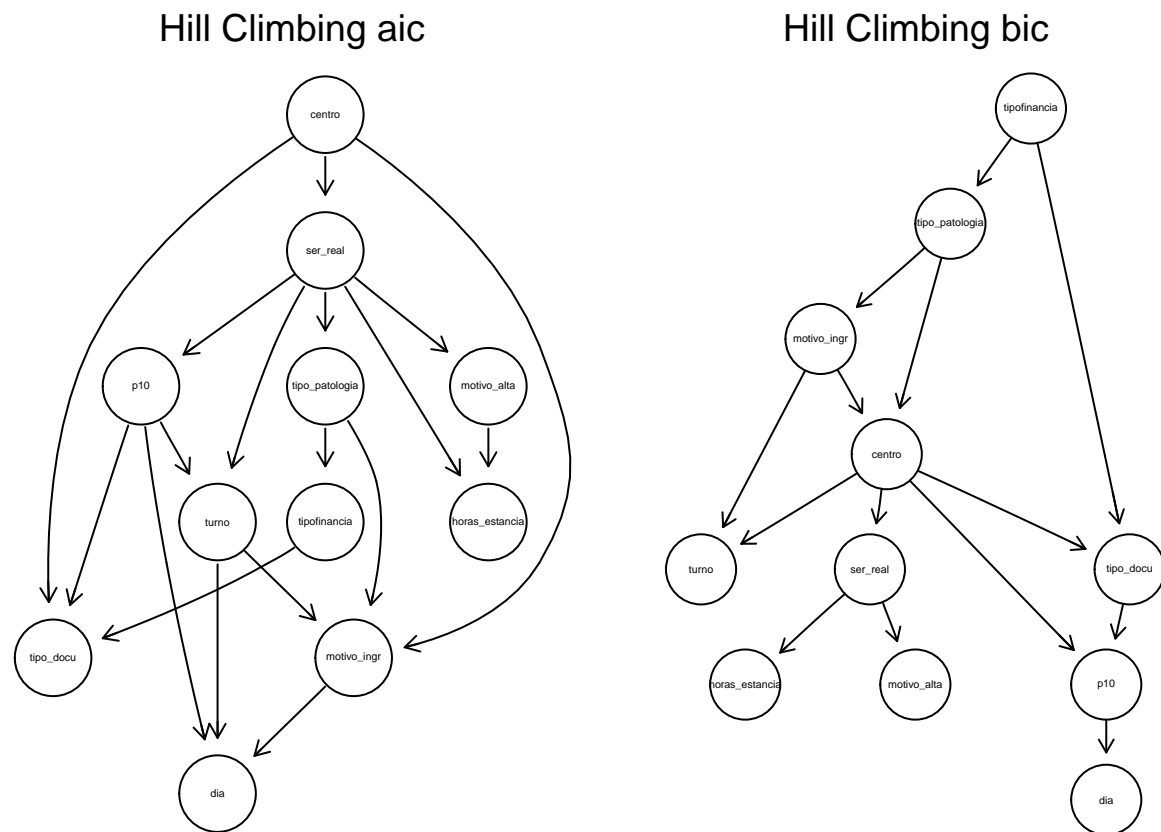 Hill Climbing aic
centro
ser_real
p10
tipo_patologia
motivo_alta
turno
tipofinancia
horas_estancia
tipo_docu
motivo_ingr
dia
Hill Climbing bic
tipofinancia
tipo_patologia
motivo_ingr
centro
turno
ser_real
tipo_docu
horas_estancia
motivo_alta
p10
dia